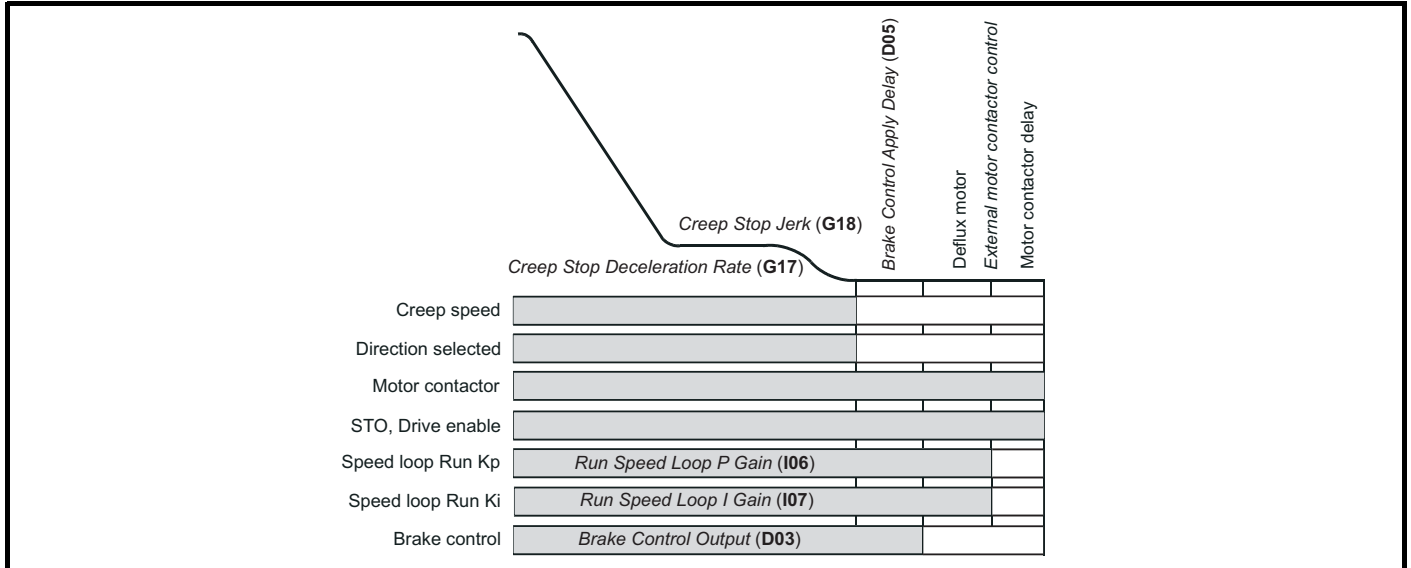 Brake Control Apply Delay (D05)
Deflux motor
External motor contactor control
Motor contactor delay
Creep Stop Jerk (G18)
Creep Stop Deceleration Rate (G17)
Creep speed
Direction selected
Motor contactor
STO, Drive enable
Speed loop Run Kp
Run Speed Loop P Gain (I06)
Speed loop Run Ki
Run Speed Loop I Gain (I07)
Brake control
Brake Control Output (D03)